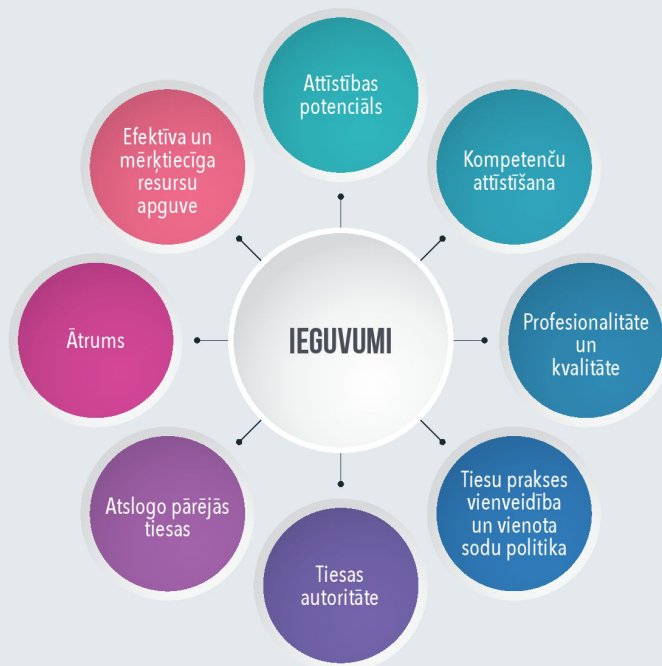 Attīstības
potenciāls
Kompetenču
attīstīšana
Profesionalitāte
un
kvalitāte
Tiesu prakses
vienveidība
un vienota
sodu politika
Tiesas
autoritāte
Atslogo pārējās
tiesas
Ātrums
Efektīva un
mērķtiecīga
resursu
apguve
IEGUVUMI